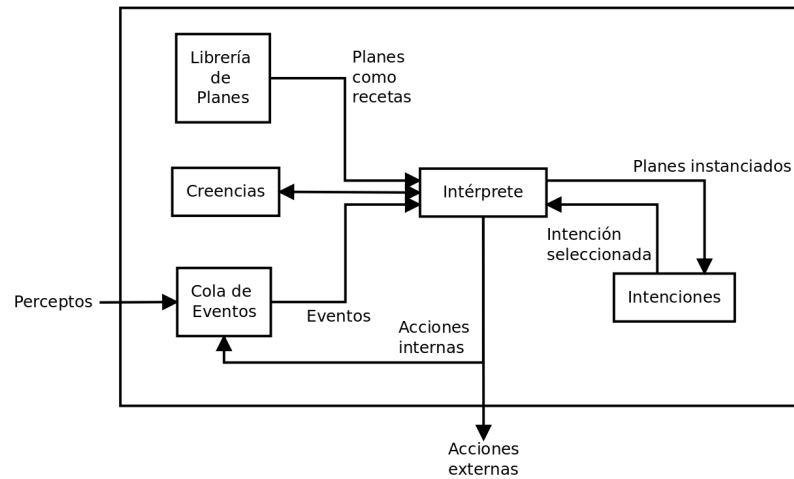 Librería
de
Planes
Planes
como
recetas
Creencias
Intérprete
Planes instanciados
Intención
seleccionada
Intenciones
Perceptos
Cola de
Eventos
Eventos
Acciones
internas
Acciones
externas